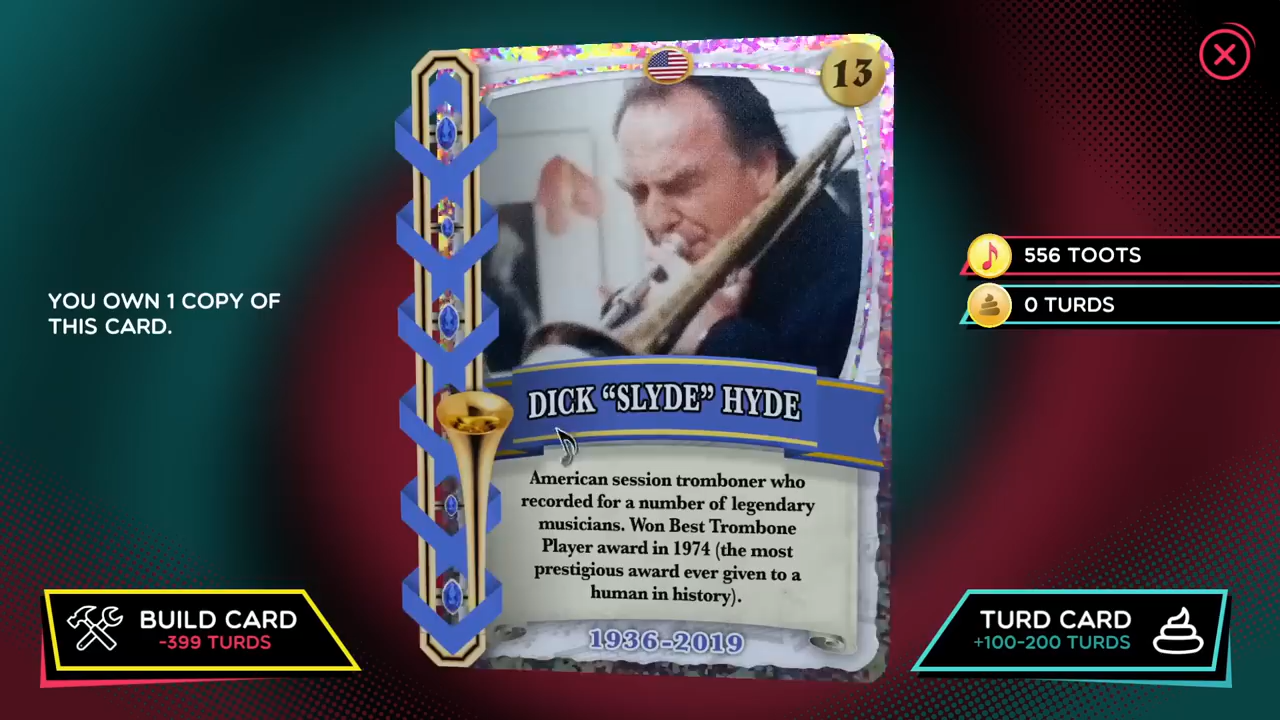 13
YOU OWN 1 COPY OF
THIS CARD.
556 TOOTS
0 TURDS
DICK “SLYDE” HYDE
American session tromboner who
recorded for a number of legendary
musicians. Won Best Trombone
Player award in 1974 (the most
prestigious award ever given to a
human in history).
1936-2019
BUILD CARD
-399 TURDS
TURD CARD
+100-200 TURDS